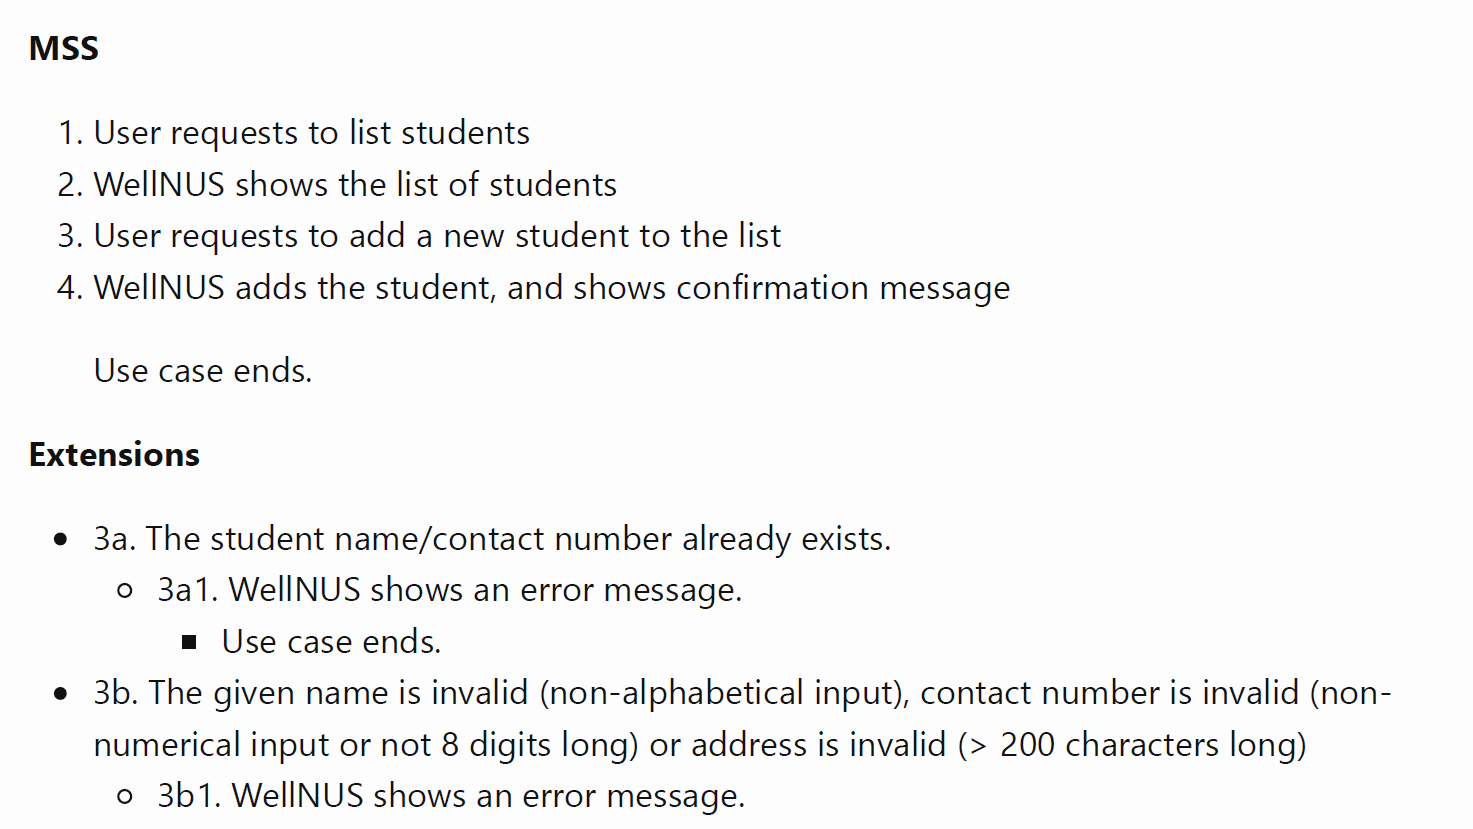 MSS
1. User requests to list students
2. WellNUS shows the list of students
3. User requests to add a new student to the list
4. WellNUS adds the student, and shows confirmation message
Use case ends.
Extensions
3a. The student name/contact number already exists.
3a1. WellNUS shows an error message.
Use case ends.
3b. The given name is invalid (non-alphabetical input), contact number is invalid (non-
numerical input or not 8 digits long) or address is invalid (> 200 characters long)
3b1. WellNUS shows an error message.